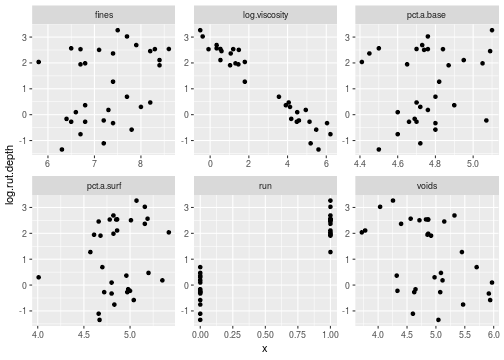 fines log.viscosity pct.a.base
3
2
1
0
-1
6 7 8 0 2 4 6 4.4 4.6 4.8 5.0
pct.a.surf run voids
3
2
1
0
-1
4.0 4.5 5.0 0.00 0.25 0.50 0.75 1.00 4.0 4.5 5.0 5.5 6.0
x
log.rut.depth